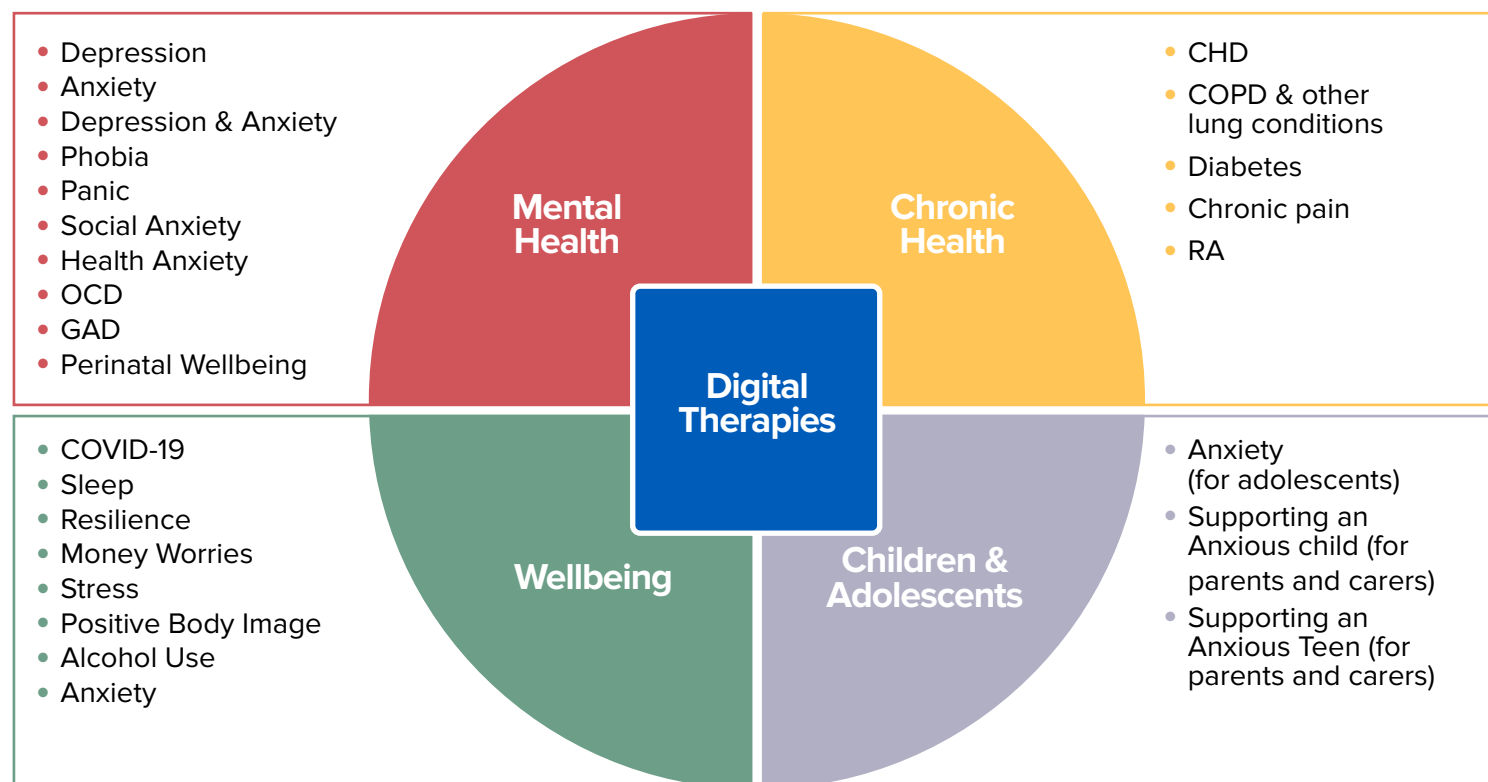 • Depression
• Anxiety
• Depression & Anxiety
• Phobia
• Panic
• Social Anxiety
• Health Anxiety
• OCD
• GAD
• Perinatal Wellbeing
Mental
Health
Chronic
Health
• CHD
• COPD & other
lung conditions
• Diabetes
• Chronic pain
• RA
Digital
Therapies
• COVID-19
• Sleep
• Resilience
• Money Worries
• Stress
• Positive Body Image
• Alcohol Use
• Anxiety
Wellbeing
Children &
Adolescents
• Anxiety
(for adolescents)
• Supporting an
Anxious child (for
parents and carers)
• Supporting an
Anxious Teen (for
parents and carers)